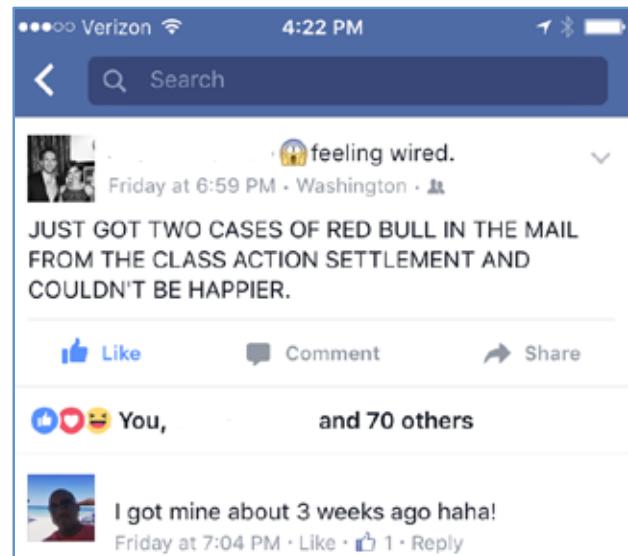 Verizon 4:22 PM
Search
feeling wired.
Friday at 6:59 PM • Washington •
JUST GOT TWO CASES OF RED BULL IN THE MAIL
FROM THE CLASS ACTION SETTLEMENT AND
COULDN'T BE HAPPIER.
Like Comment Share
You, and 70 others
I got mine about 3 weeks ago haha!
Friday at 7:04 PM • Like • 1 • Reply